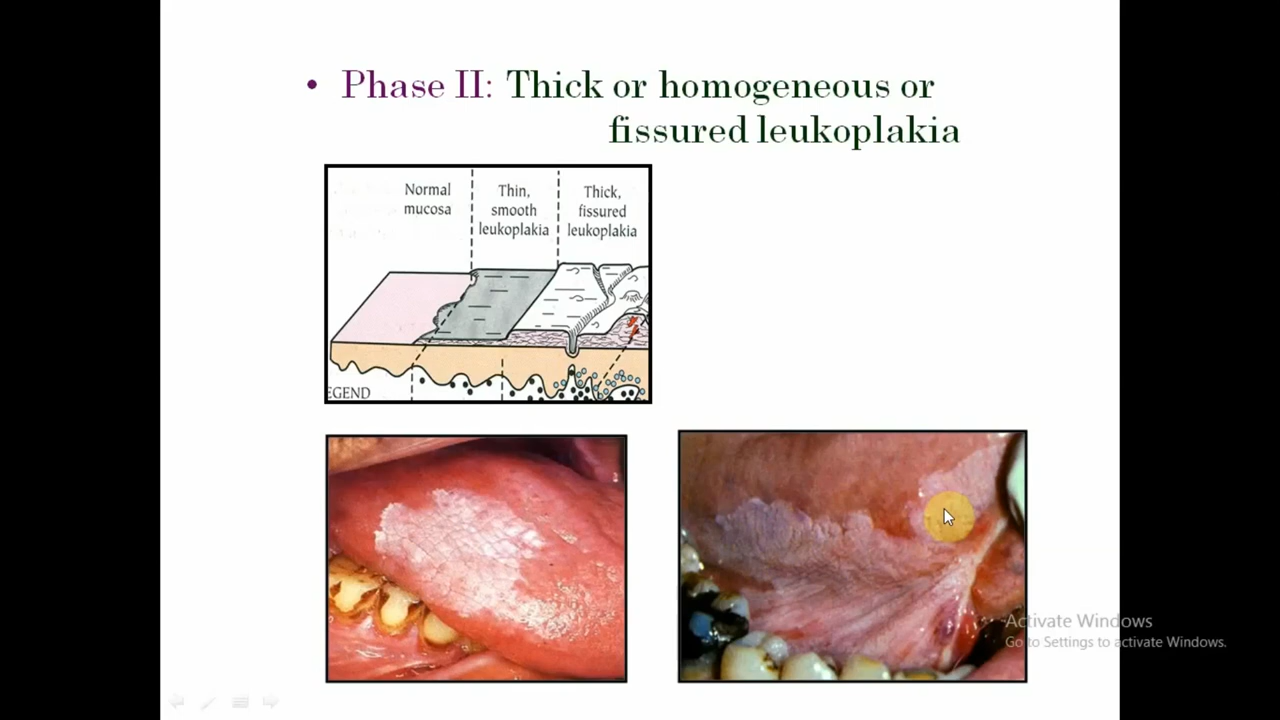 • Phase II: Thick or homogeneous or
fissured leukoplakia
Normal
mucosa
Thin,
smooth
leukoplakia
Thick,
fissured
leukoplakia
EGEND
Activate Windows
Go to Settings to activate Windows.